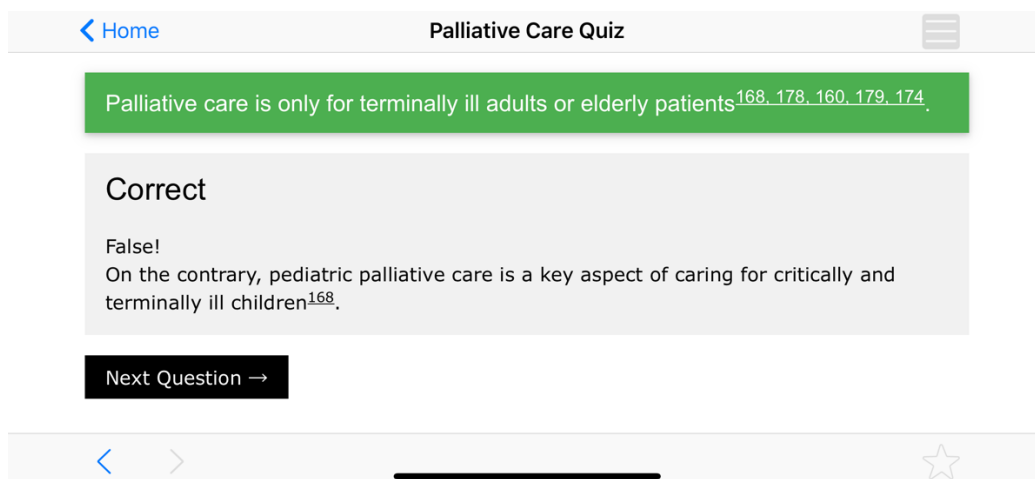 Home
Palliative Care Quiz
Palliative care is only for terminally ill adults or elderly patients168, 178, 160, 179, 174.
Correct
False!
On the contrary, pediatric palliative care is a key aspect of caring for critically and
terminally ill children168.
Next Question →